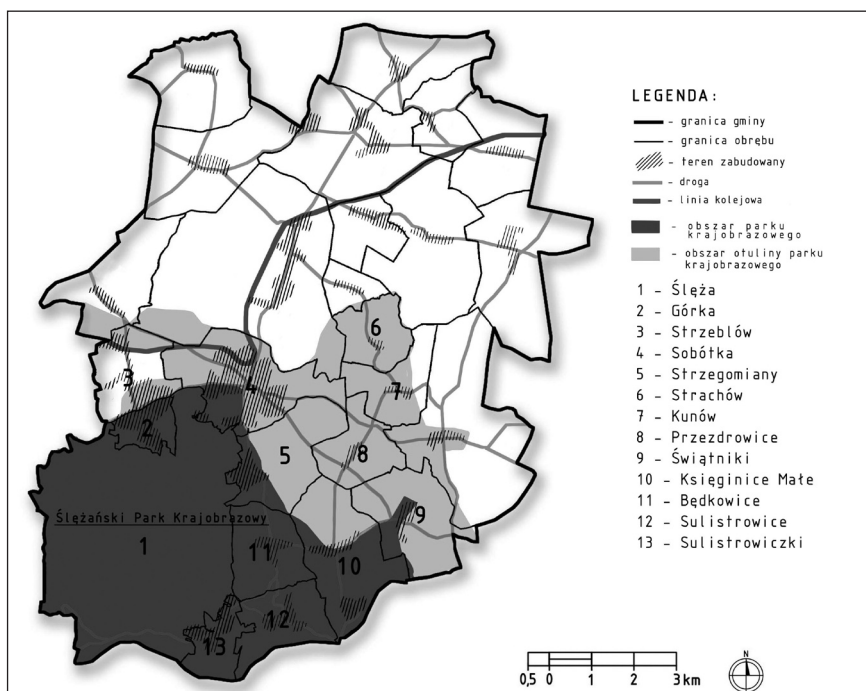 LEGENDA:
– granica gminy
– granica obrębu
– teren zabudowany
– droga
– linia kolejowa
– obszar parku
krajobrazowego
– obszar otuliny parku
krajobrazowego
1 – Ślęża
2 – Górka
3 – Strzeblów
4 – Sobótka
5 – Strzegomiany
6 – Strachów
7 – Kunów
8 – Przezdrowice
9 – Świątniki
10 – Księginice Małe
11 – Będkowice
12 – Sulistrowice
13 – Sulistrowiczki
6
3
4
7
2
5
8
9
Ślężański Park Krajobrazowy
1
11
10
12
13
0,5 0 1 2 3 km
N